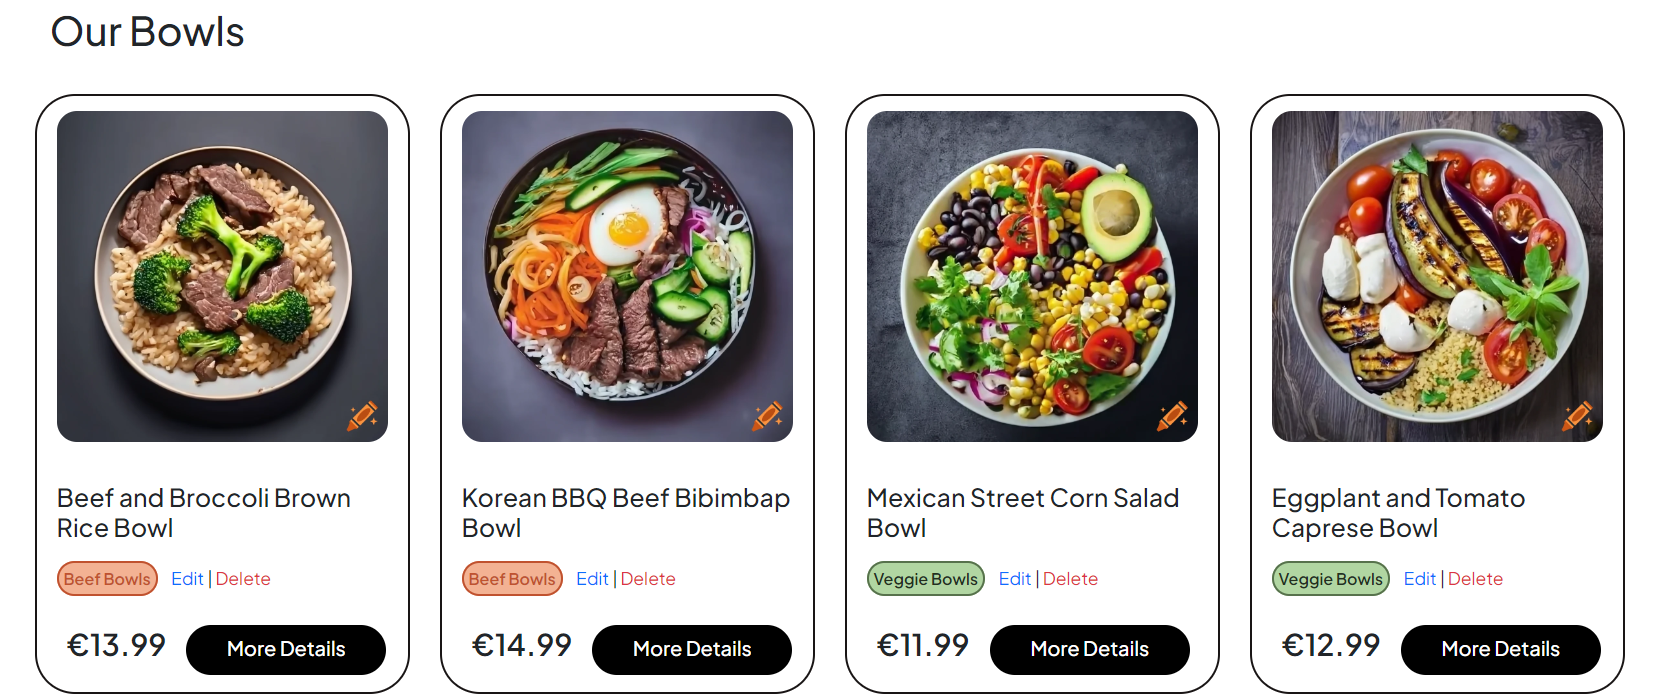 Our Bowls
Beef and Broccoli Brown
Rice Bowl
Beef Bowls Edit | Delete
€13.99 More Details
Korean BBQ Beef Bibimbap
Bowl
Beef Bowls Edit | Delete
€14.99 More Details
Mexican Street Corn Salad
Bowl
Veggie Bowls Edit | Delete
€11.99 More Details
Eggplant and Tomato
Caprese Bowl
Veggie Bowls Edit | Delete
€12.99 More Details